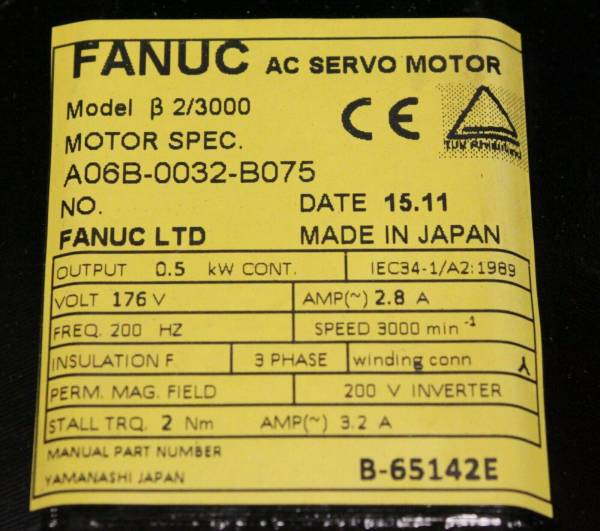 FANUC AC SERVO MOTOR
Model β 2/3000
CE
MOTOR SPEC.
A06B-0032-B075
NO. DATE 15.11
FANUC LTD MADE IN JAPAN
OUTPUT 0.5 kW CONT. IEC34-1/A2:1989
VOLT 176 V AMP(~) 2.8 A
FREQ. 200 HZ SPEED 3000 min⁻¹
INSULATION F 3 PHASE winding conn
PERM. MAG. FIELD 200 V INVERTER
STALL TRQ. 2 Nm AMP(~) 3.2 A
MANUAL PART NUMBER
YAMANASHI JAPAN B-65142E